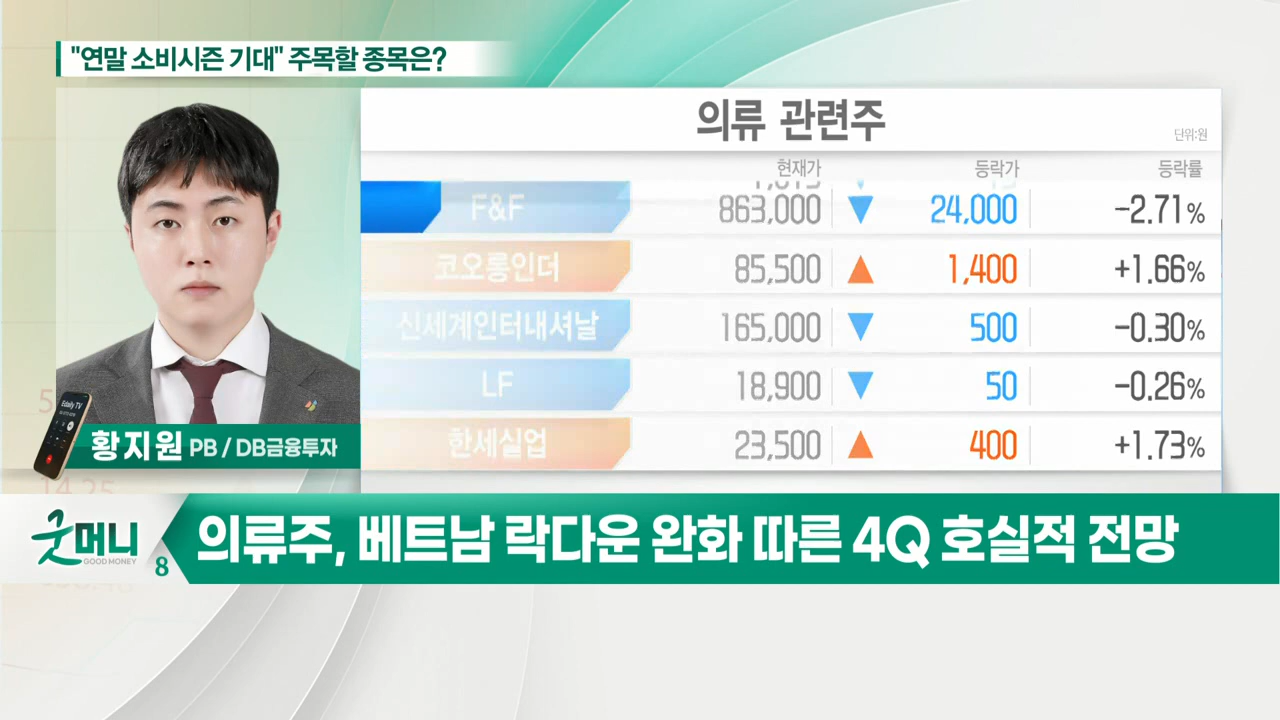 "연말 소비시즌 기대" 주목할 종목은?
의류 관련주
단위:원
현재가 등락가 등락률
F&F 863,000 ▼ 24,000 -2.71%
코오롱인더 85,500 ▲ 1,400 +1.66%
신세계인터내셔날 165,000 ▼ 500 -0.30%
LF 18,900 ▼ 50 -0.26%
한세실업 23,500 ▲ 400 +1.73%
Edaily TV
황지원 PB / DB금융투자
굿머니
GOOD MONEY
8
의류주, 베트남 락다운 완화 따른 4Q 호실적 전망